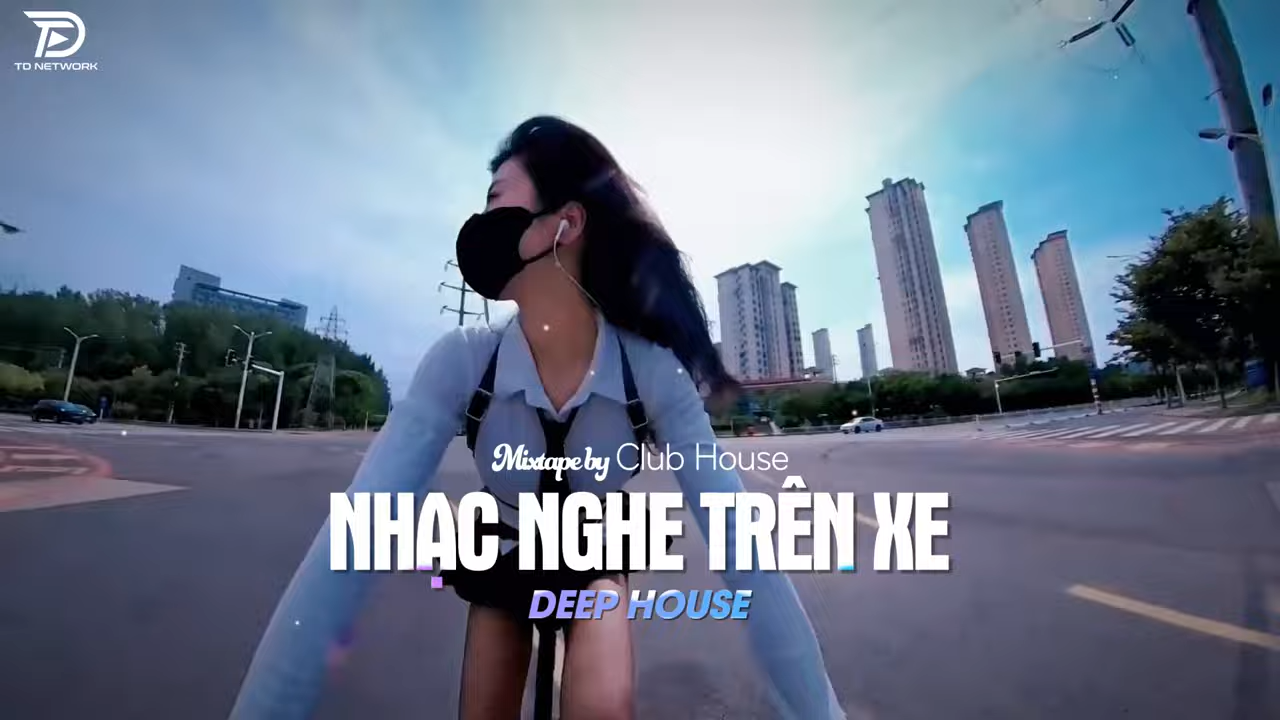 TD NETWORK
Mixtape by Club House
NHẠC NGHE TRÊN XE
DEEP HOUSE